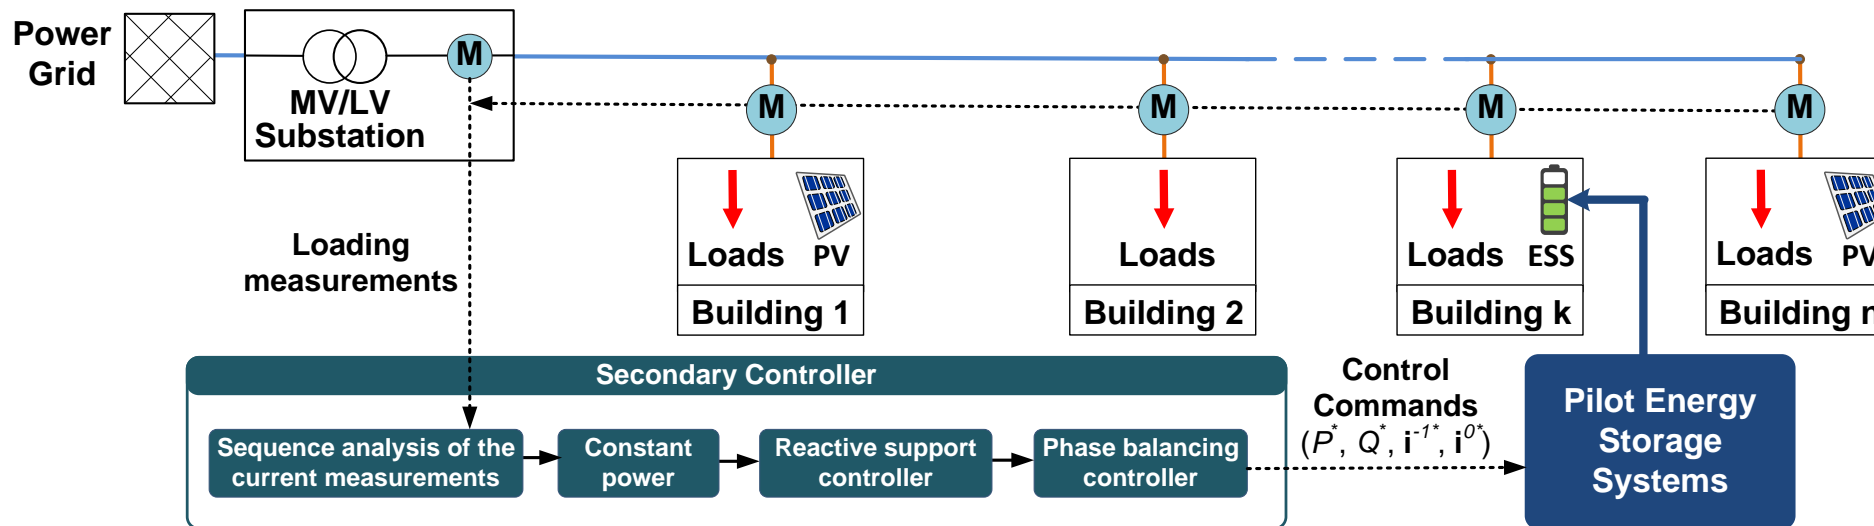 Power
Grid
M
MV/LV
Substation
M
M
M
M
Loads PV
Building 1
Loads
Building 2
Loads ESS
Building k
Loads PV
Building n
Loading
measurements
Secondary Controller
Sequence analysis of the
current measurements
Constant
power
Reactive support
controller
Phase balancing
controller
Control
Commands
(P*, Q*, i-1*, i0*)
Pilot Energy
Storage
Systems